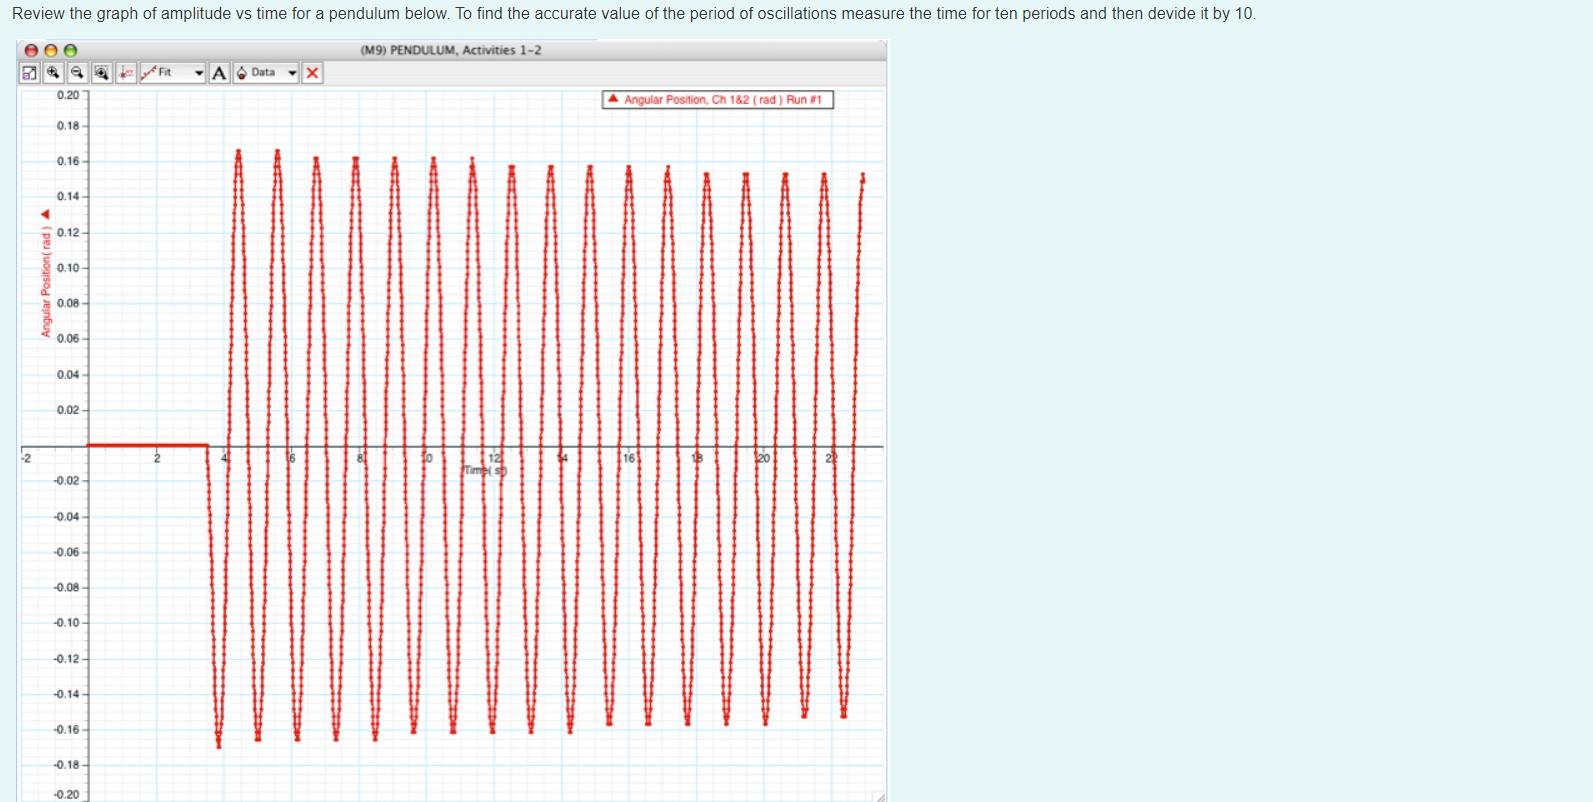 Review the graph of amplitude vs time for a pendulum below. To find the accurate value of the period of oscillations measure the time for ten periods and then devide it by 10.
(M9) PENDULUM, Activities 1-2
Fit
A
Data
Angular Position, Ch 1&2 ( rad ) Run #1
0.20
0.18
0.16
0.14
0.12
0.10
0.08
0.06
0.04
0.02
Angular Position( rad )
-2 2 4 6 8 10 12 14 16 18 20 22
Time( s )
-0.02
-0.04
-0.06
-0.08
-0.10
-0.12
-0.14
-0.16
-0.18
-0.20